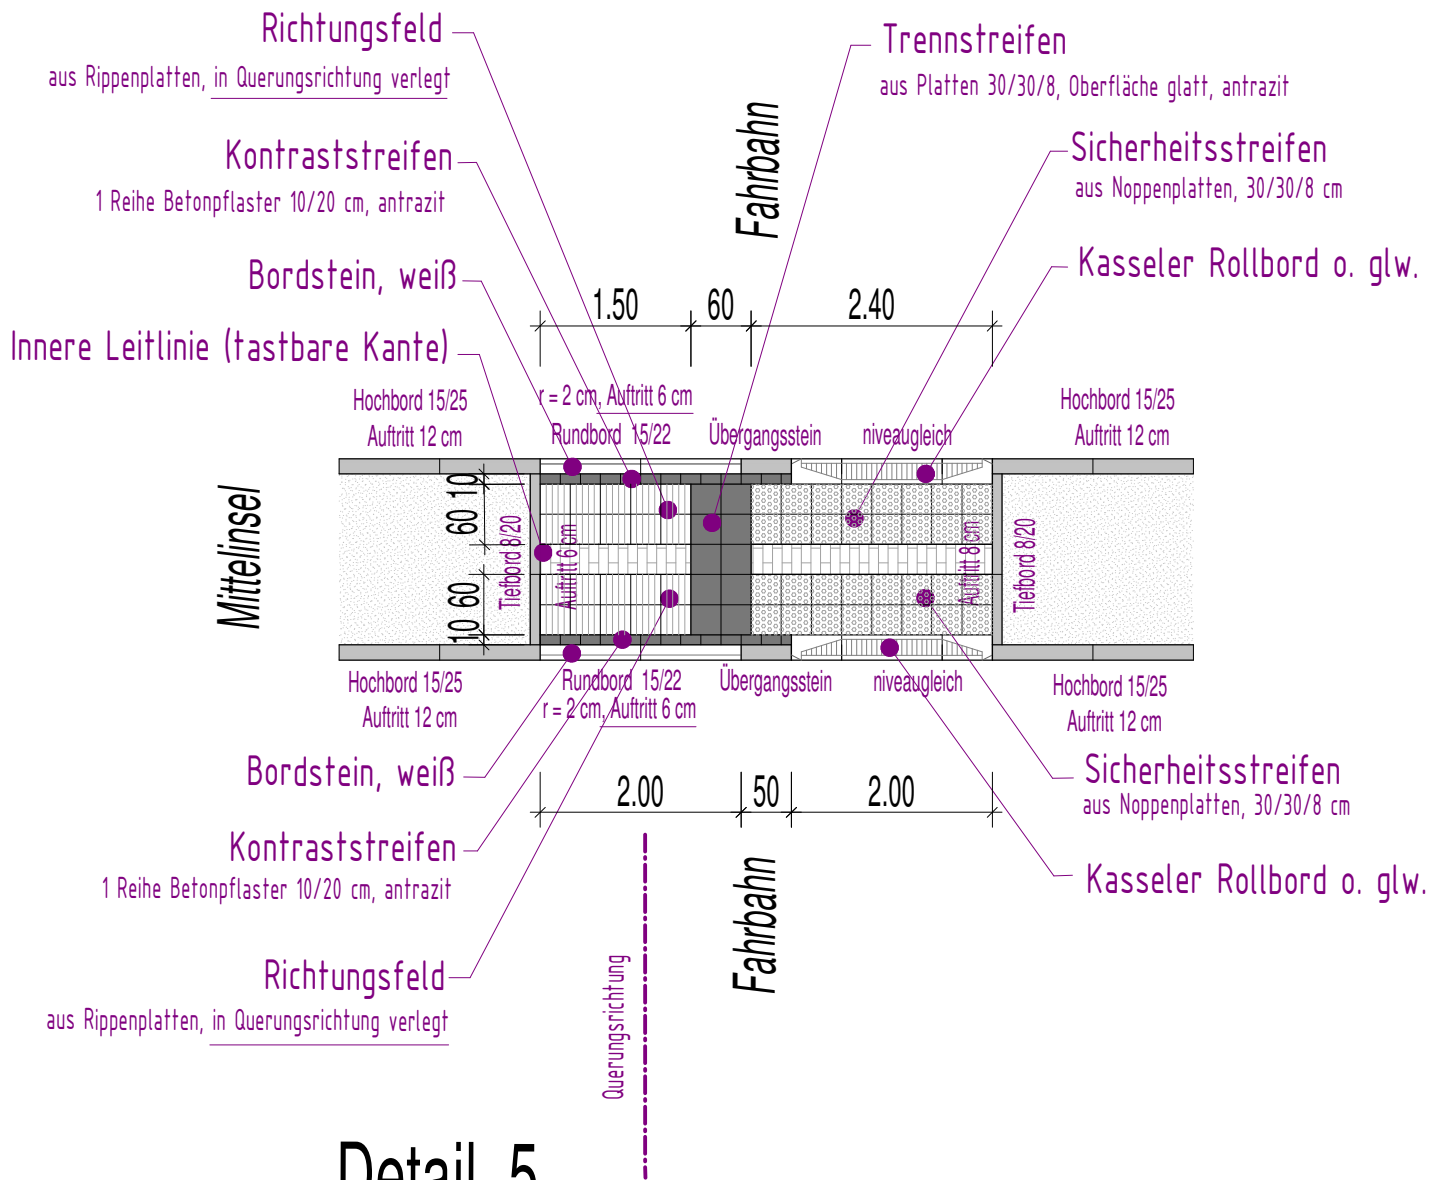 Richtungsfeld
aus Rippenplatten, in Querungsrichtung verlegt
Trennstreifen
aus Platten 30/30/8, Oberfläche glatt, antrazit
Fahrbahn
Kontraststreifen
1 Reihe Betonpflaster 10/20 cm, antrazit
Sicherheitsstreifen
aus Noppenplatten, 30/30/8 cm
Bordstein, weiß
Kasseler Rollbord o. glw.
1.50
60
2.40
Innere Leitlinie (tastbare Kante)
Hochbord 15/25
Auftritt 12 cm
r = 2 cm, Auftritt 6 cm
Rundbord 15/22
Übergangsstein
niveaugleich
Hochbord 15/25
Auftritt 12 cm
Mittelinsel
10
60
60
10
Tiefbord 8/20
Auftritt 6 cm
Auftritt 8 cm
Tiefbord 8/20
Hochbord 15/25
Auftritt 12 cm
Rundbord 15/22
r = 2 cm, Auftritt 6 cm
Übergangsstein
niveaugleich
Hochbord 15/25
Auftritt 12 cm
Bordstein, weiß
2.00
50
2.00
Sicherheitsstreifen
aus Noppenplatten, 30/30/8 cm
Kontraststreifen
1 Reihe Betonpflaster 10/20 cm, antrazit
Fahrbahn
Kasseler Rollbord o. glw.
Richtungsfeld
aus Rippenplatten, in Querungsrichtung verlegt
Querungsrichtung
Detail 5